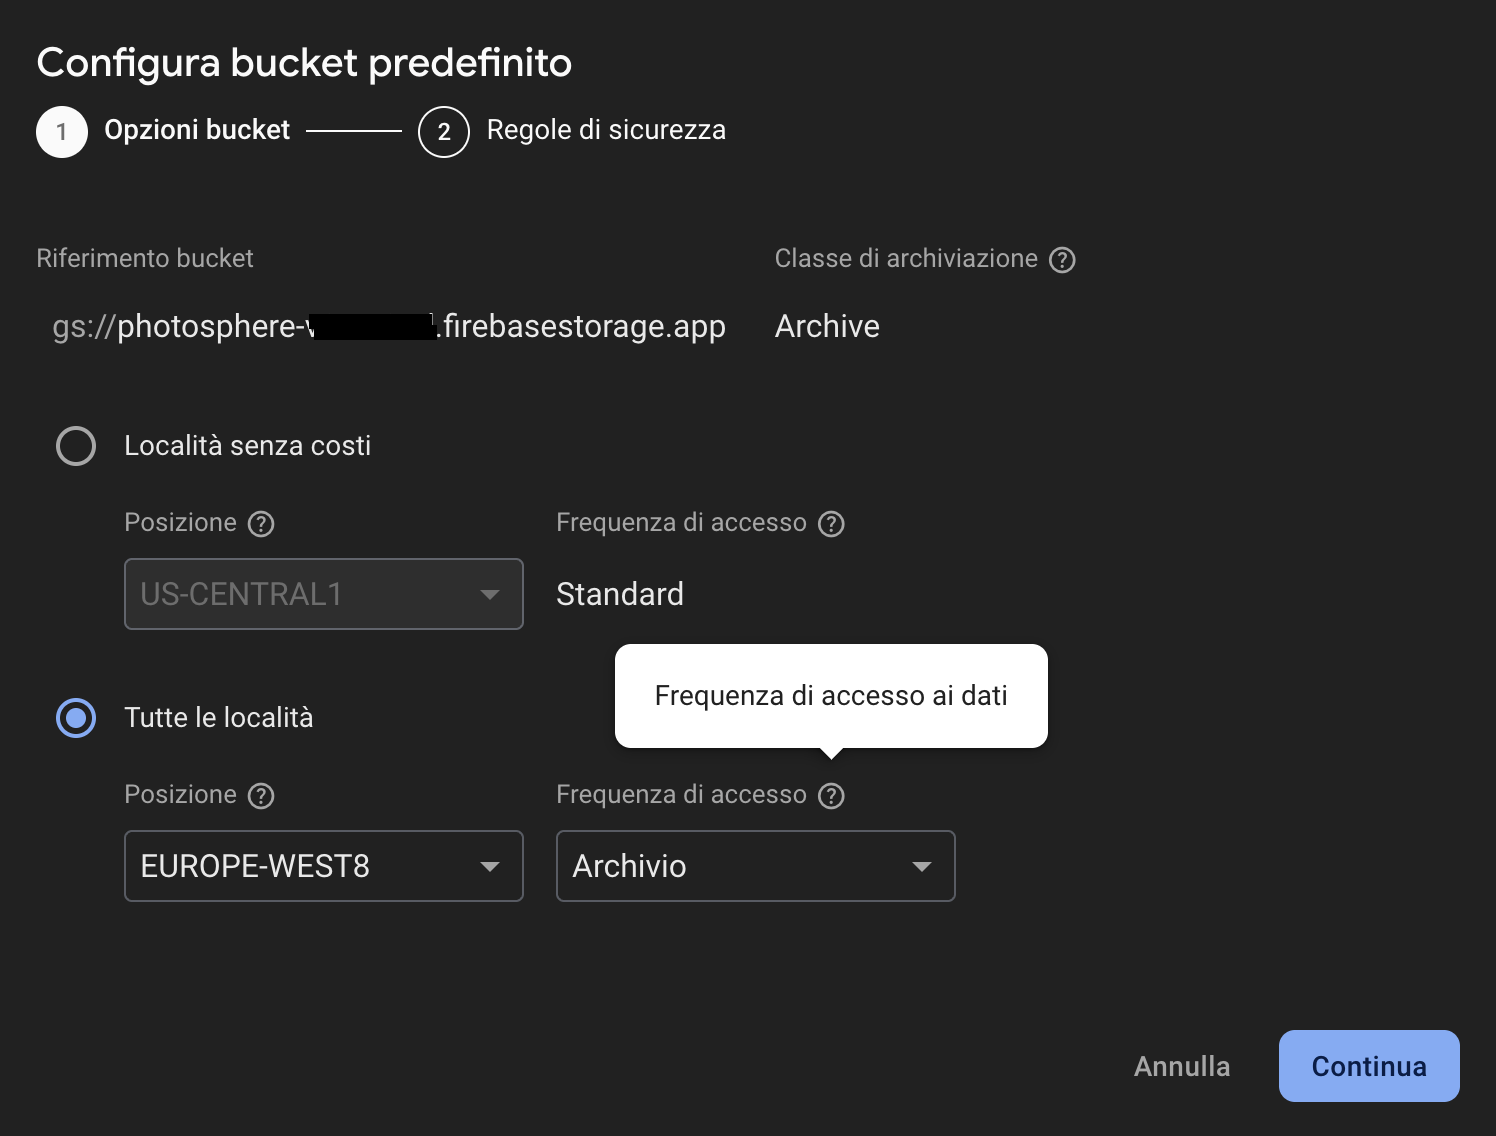 Configura bucket predefinito
1 Opzioni bucket 2 Regole di sicurezza
Riferimento bucket Classe di archiviazione ?
gs://photosphere- .firebasestorage.app Archive
Località senza costi
Posizione ? Frequenza di accesso ?
US-CENTRAL1 Standard
Frequenza di accesso ai dati
Tutte le località
Posizione ? Frequenza di accesso ?
EUROPE-WEST8 Archivio
Annulla Continua